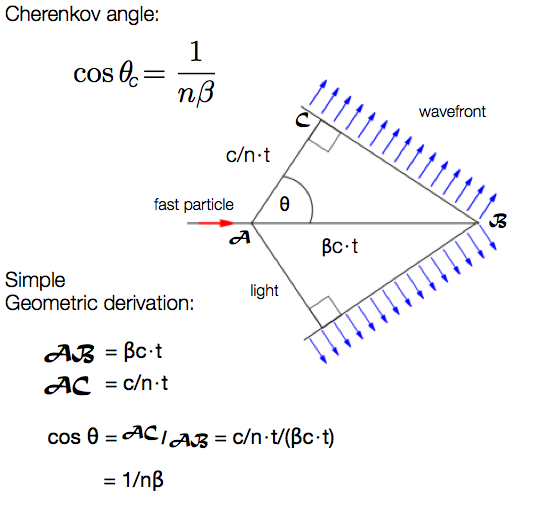 Cherenkov angle:
cos θc = 1/nβ
wavefront
C
c/n·t
fast particle
θ
B
A
βc·t
Simple
Geometric derivation:
light
AB = βc·t
AC = c/n·t
cos θ = AC/AB = c/n·t/(βc·t)
= 1/nβ